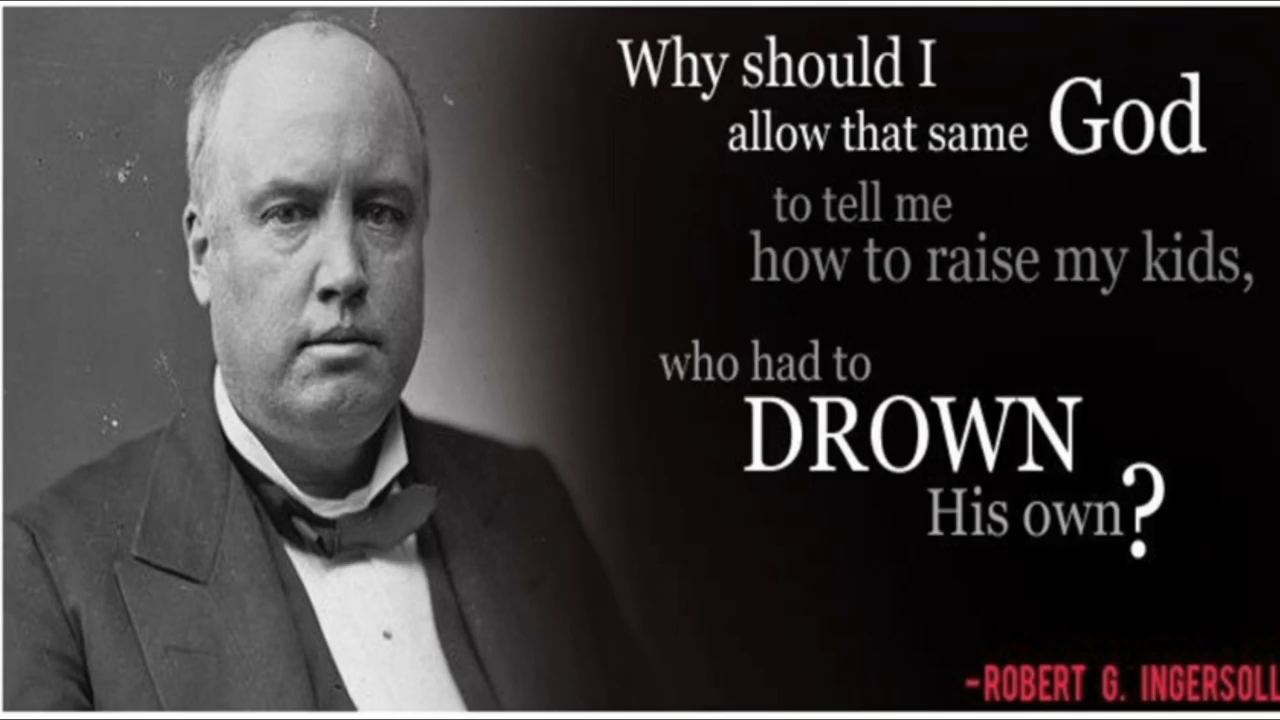 Why should I
allow that same God
to tell me
how to raise my kids,
who had to
DROWN
His own?
-ROBERT G. INGERSOLL